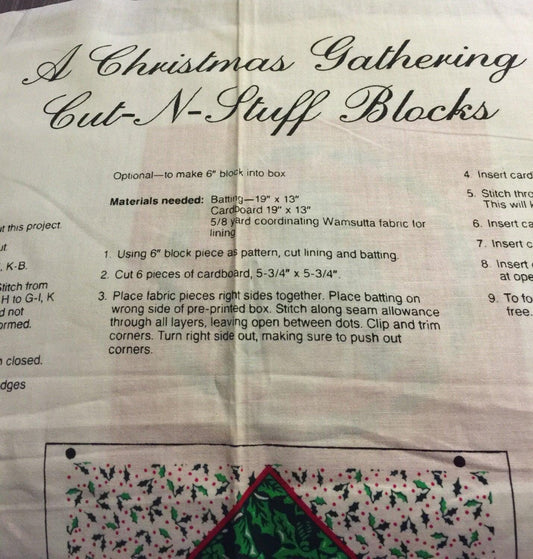 A Christmas Gathering
Cut-N-Stuff Blocks
t this project
ut
, K-B.
Stitch from
H to G-I, K
d not
ormed.
closed.
dges
Optional—to make 6" block into box
Materials needed: Batting—19" x 13"
Cardboard 19" x 13"
5/8 yard coordinating Wamsutta fabric for
lining
1. Using 6" block piece as pattern, cut lining and batting.
2. Cut 6 pieces of cardboard, 5-3/4" x 5-3/4".
3. Place fabric pieces right sides together. Place batting on
wrong side of pre-printed box. Stitch along seam allowance
through all layers, leaving open between dots. Clip and trim
corners. Turn right side out, making sure to push out
corners.
4. Insert card
5. Stitch thro
This will k
6. Insert ca
7. Insert c
8. Insert
at ope
9. To fo
free.